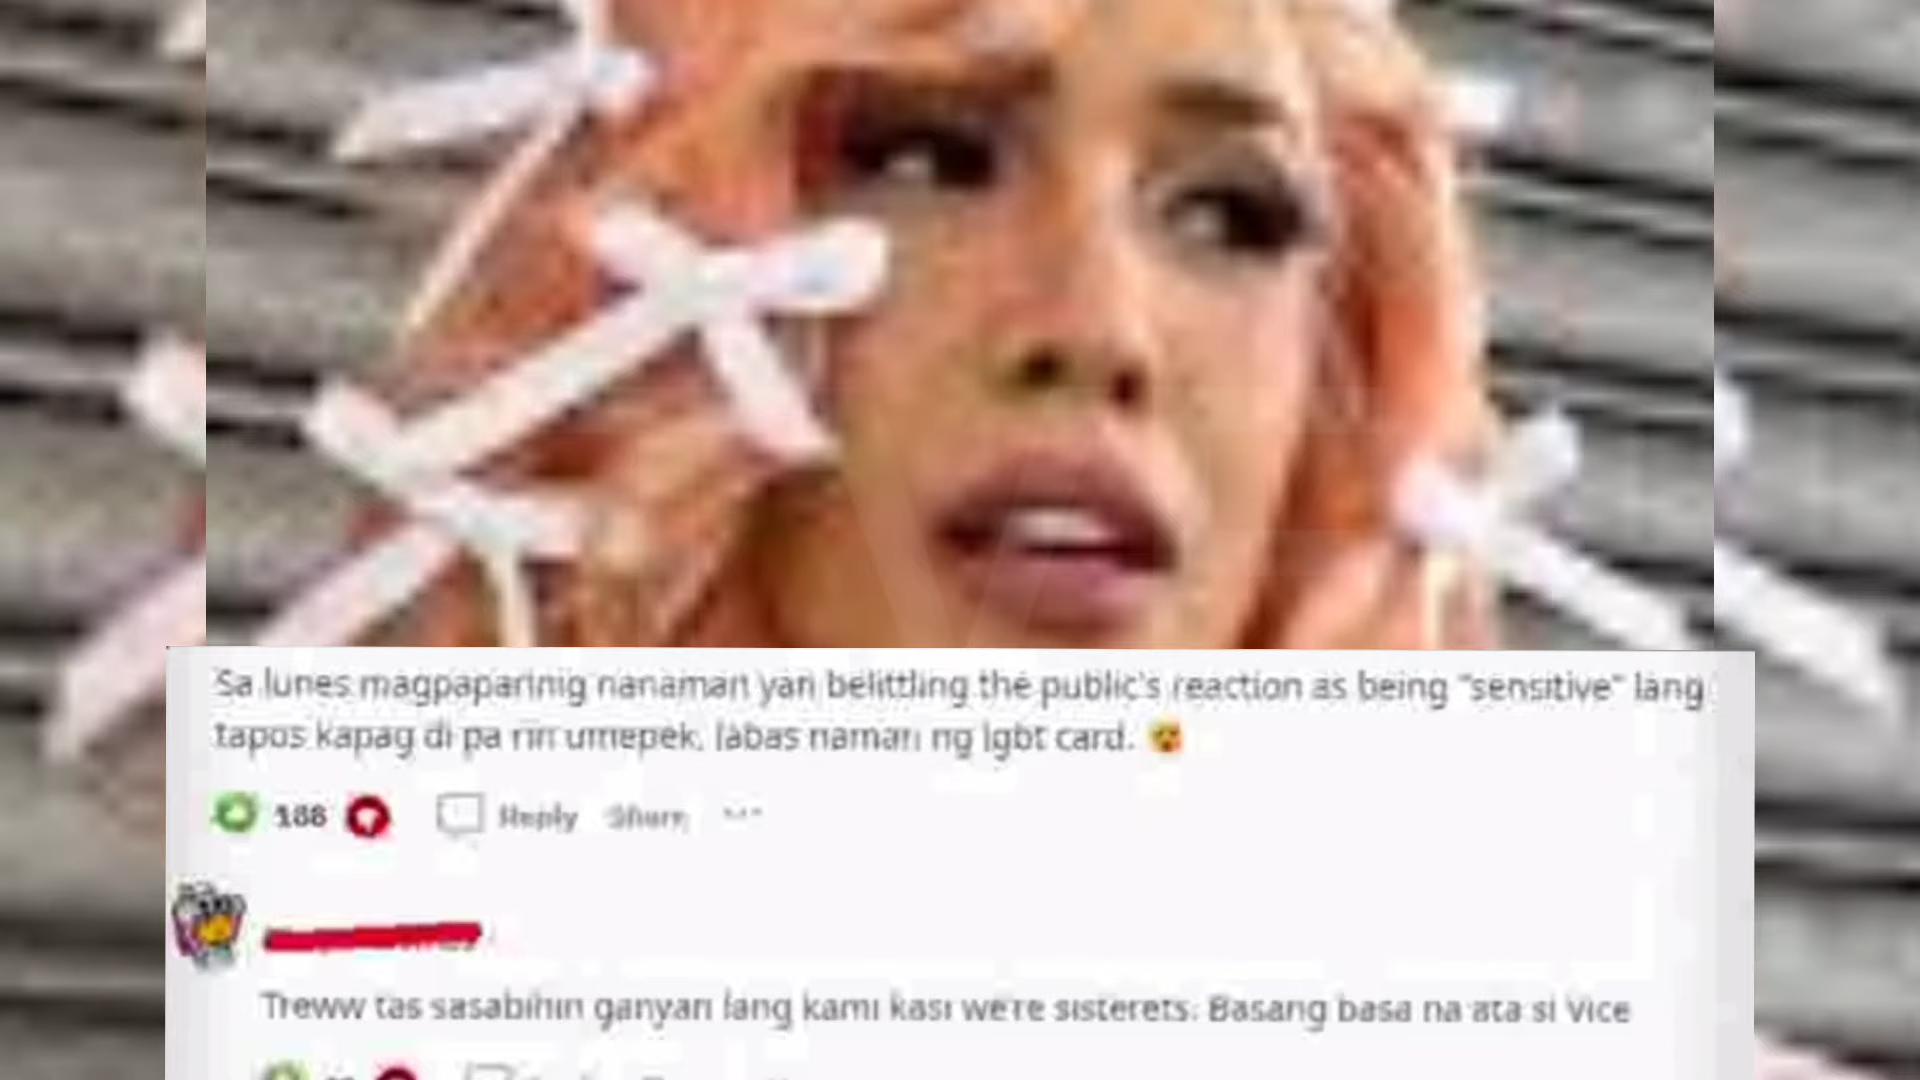 Sa lunes magpaparinig nanaman yan belittling the public's reaction as being "sensitive" lang
tapos kapag di pa rin umepek, labas naman ng lgbt card.
188
Reply Share
Treww tas sasabihin ganyan lang kami kasi we're sisterets. Basang basa na ata si Vice